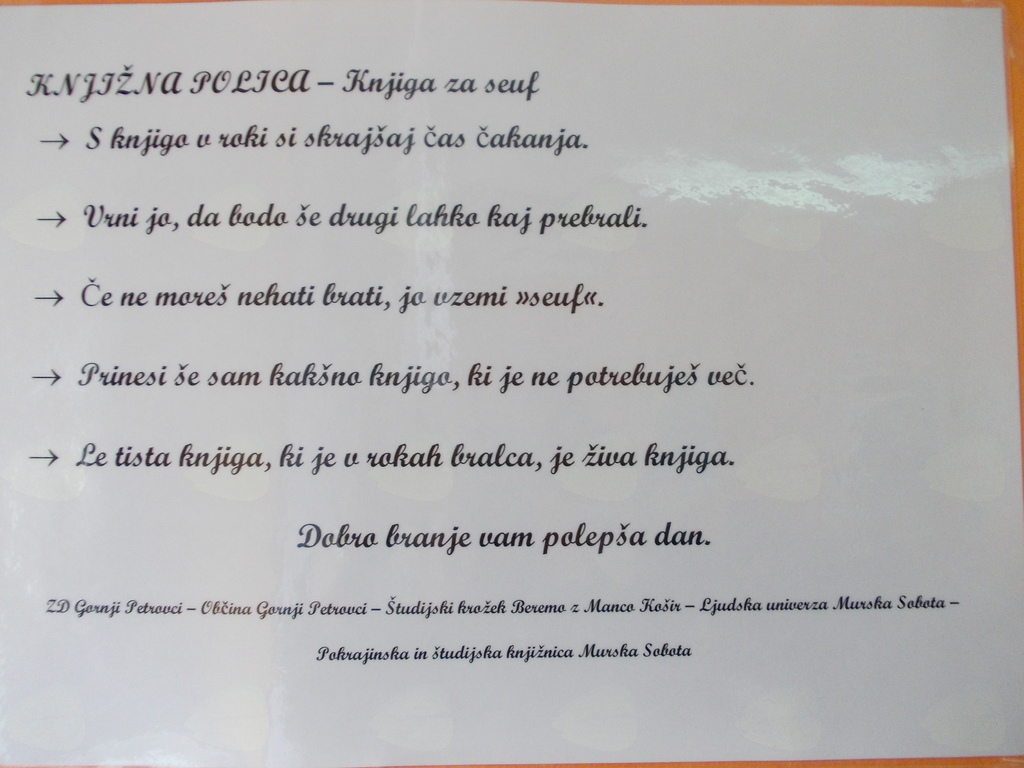 KNJIŽNA POLICA – Knjiga za seuf
→ S knjigo v roki si skrajšaj čas čakanja.
→ Vrni jo, da bodo še drugi lahko kaj prebrali.
→ Če ne moreš nehati brati, jo vzemi »seuf«.
→ Prinesi še sam kakšno knjigo, ki je ne potrebuješ več.
→ Le tista knjiga, ki je v rokah bralca, je živa knjiga.
Dobro branje vam polepša dan.
ZD Gornji Petrovci – Občina Gornji Petrovci – Študijski krožek Beremo z Manco Košir – Ljudska univerza Murska Sobota –
Pokrajinska in študijska knjižnica Murska Sobota